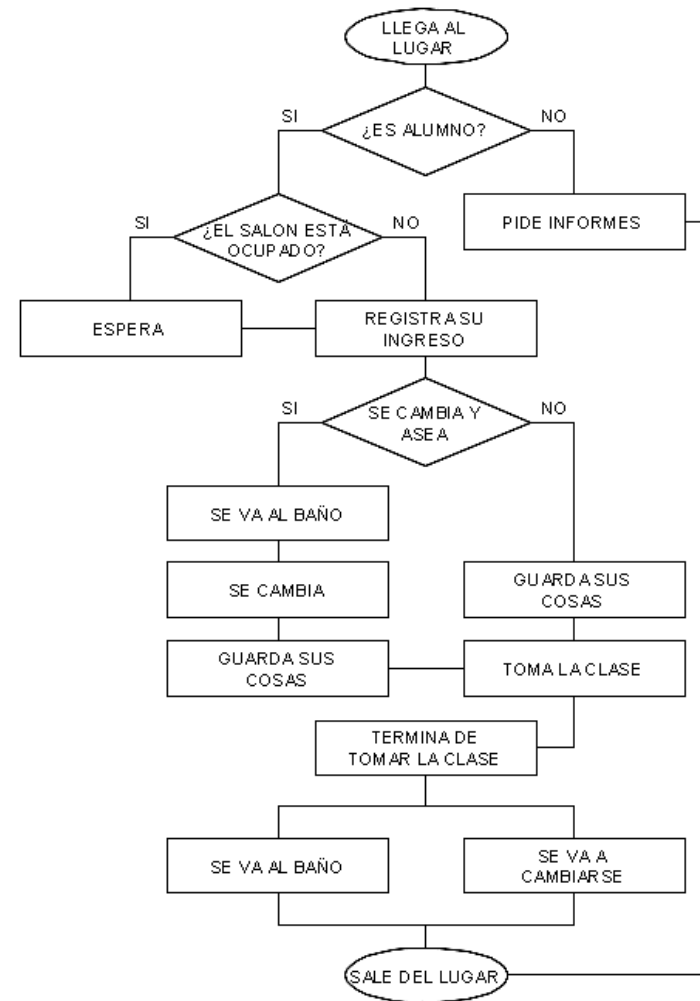 LLEGA AL
LUGAR
¿ES ALUMNO?
SI
NO
PIDE INFORMES
¿EL SALON ESTÁ
OCUPADO?
SI
NO
ESPERA
REGISTRA SU
INGRESO
SE CAMBIA Y
ASEA
SI
NO
SE VA AL BAÑO
SE CAMBIA
GUARDA SUS
COSAS
GUARDA SUS
COSAS
TOMA LA CLASE
TERMINA DE
TOMAR LA CLASE
SE VA AL BAÑO
SE VA A
CAMBIARSE
SALE DEL LUGAR